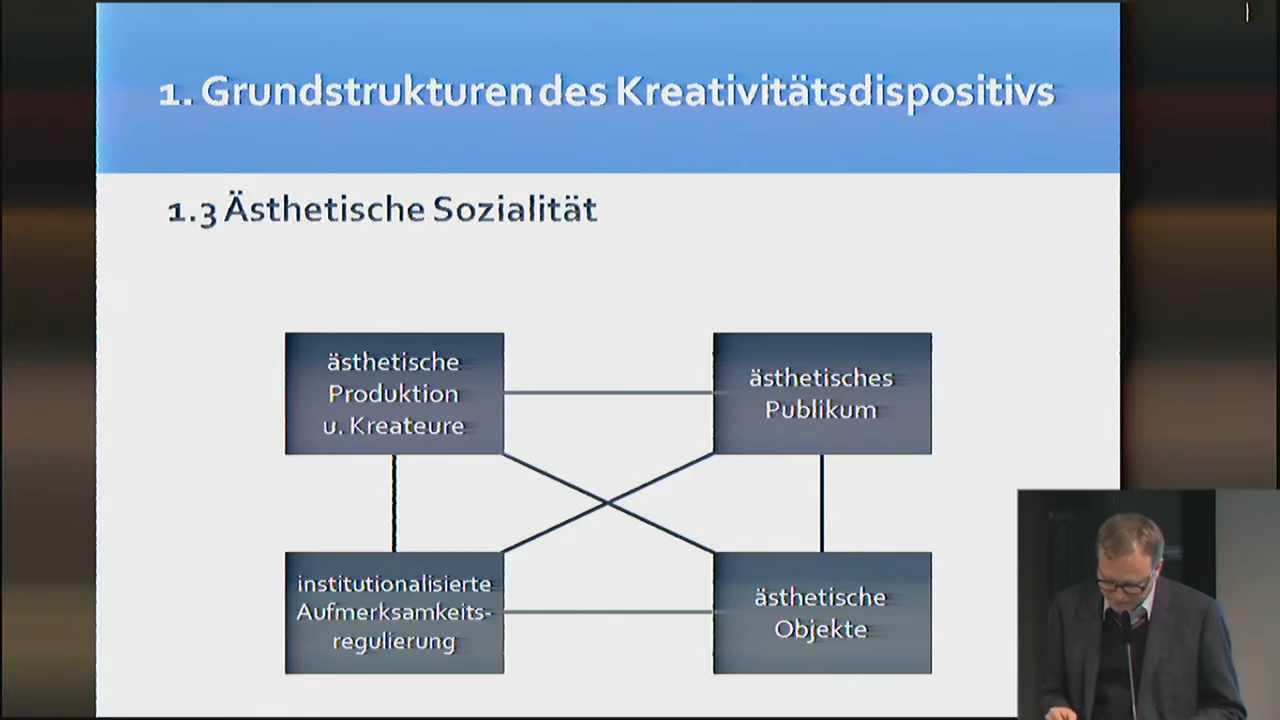 1. Grundstrukturen des Kreativitätsdispositivs
1.3 Ästhetische Sozialität
ästhetische
Produktion
u. Kreateure
ästhetisches
Publikum
institutionalisierte
Aufmerksamkeits-
regulierung
ästhetische
Objekte